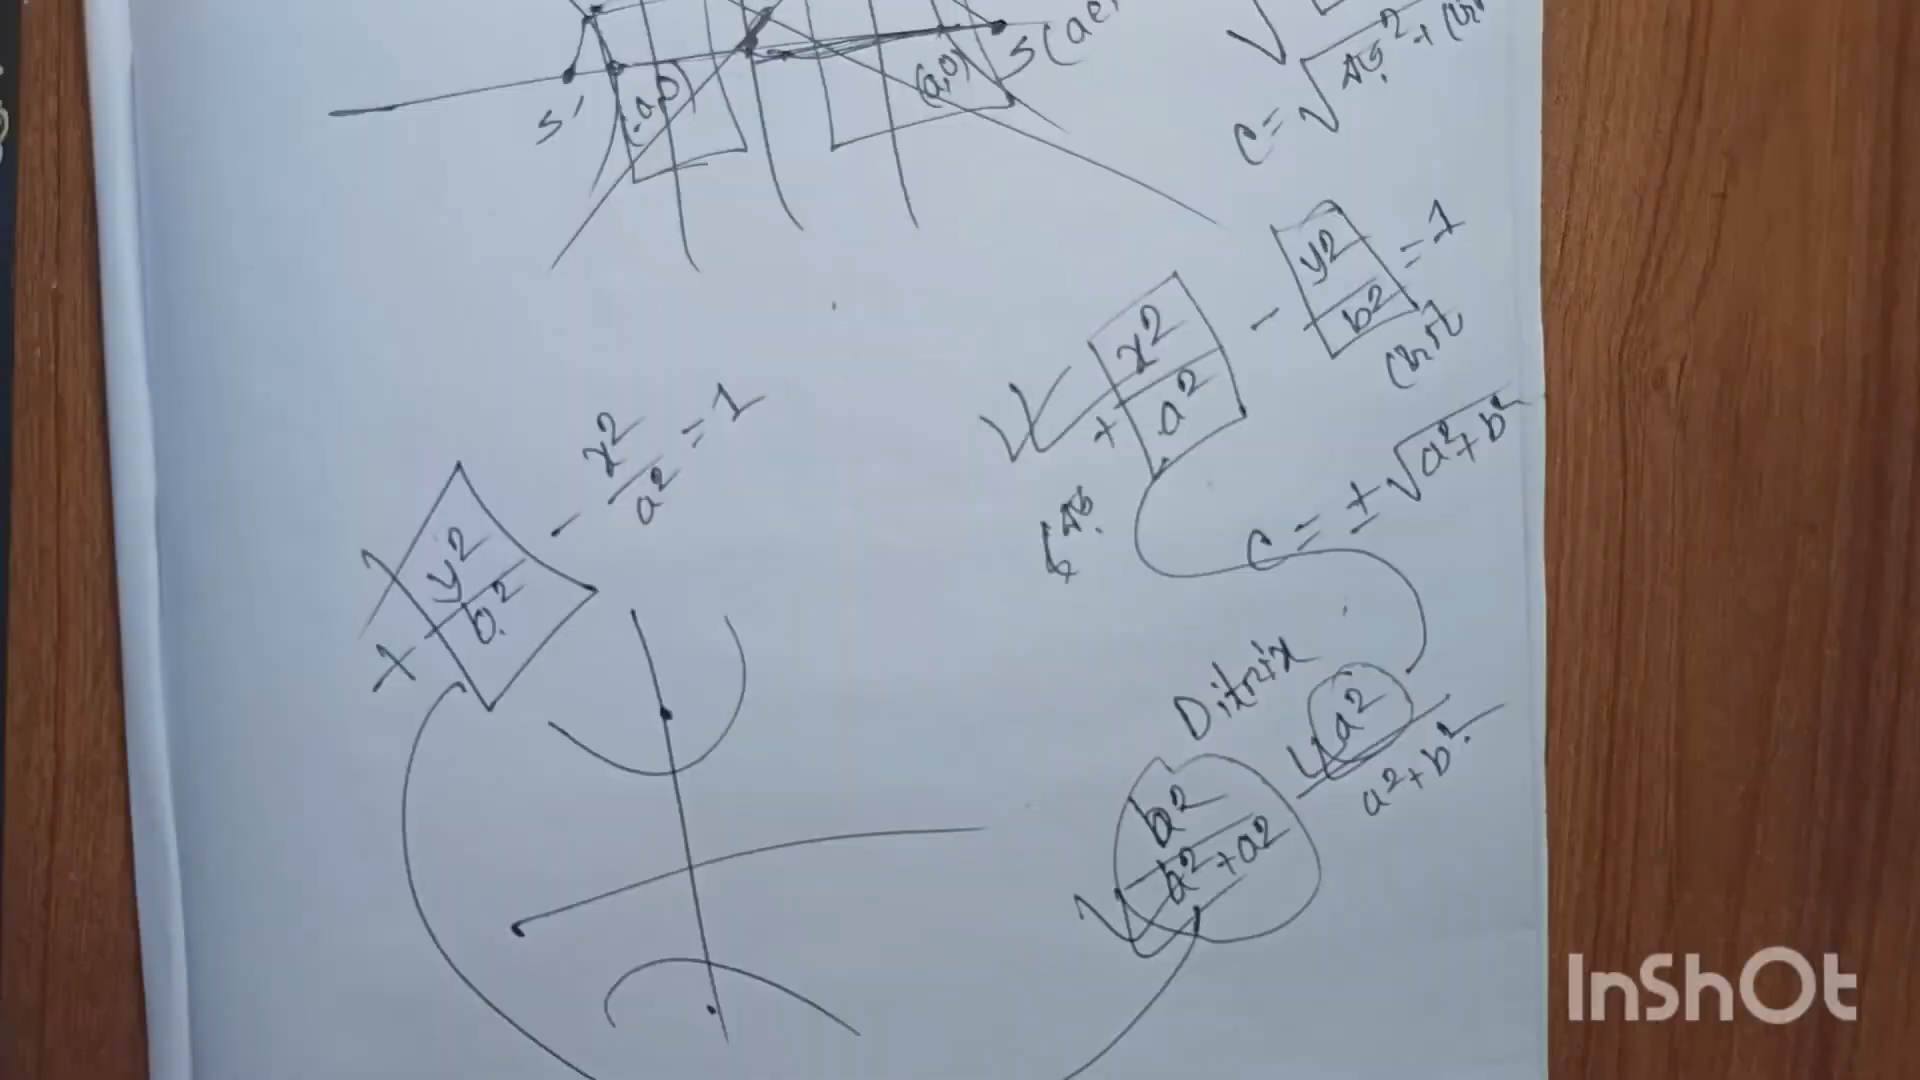 S'
(-a,0)
(a,0)
S(ae,
c=√
x²/a² - y²/b² = 1
+
c = ± √a²+b²
y²/b² - x²/a² = 1
+
Ditrix
a²/a²+b²
b²/b²+a²
InShOt